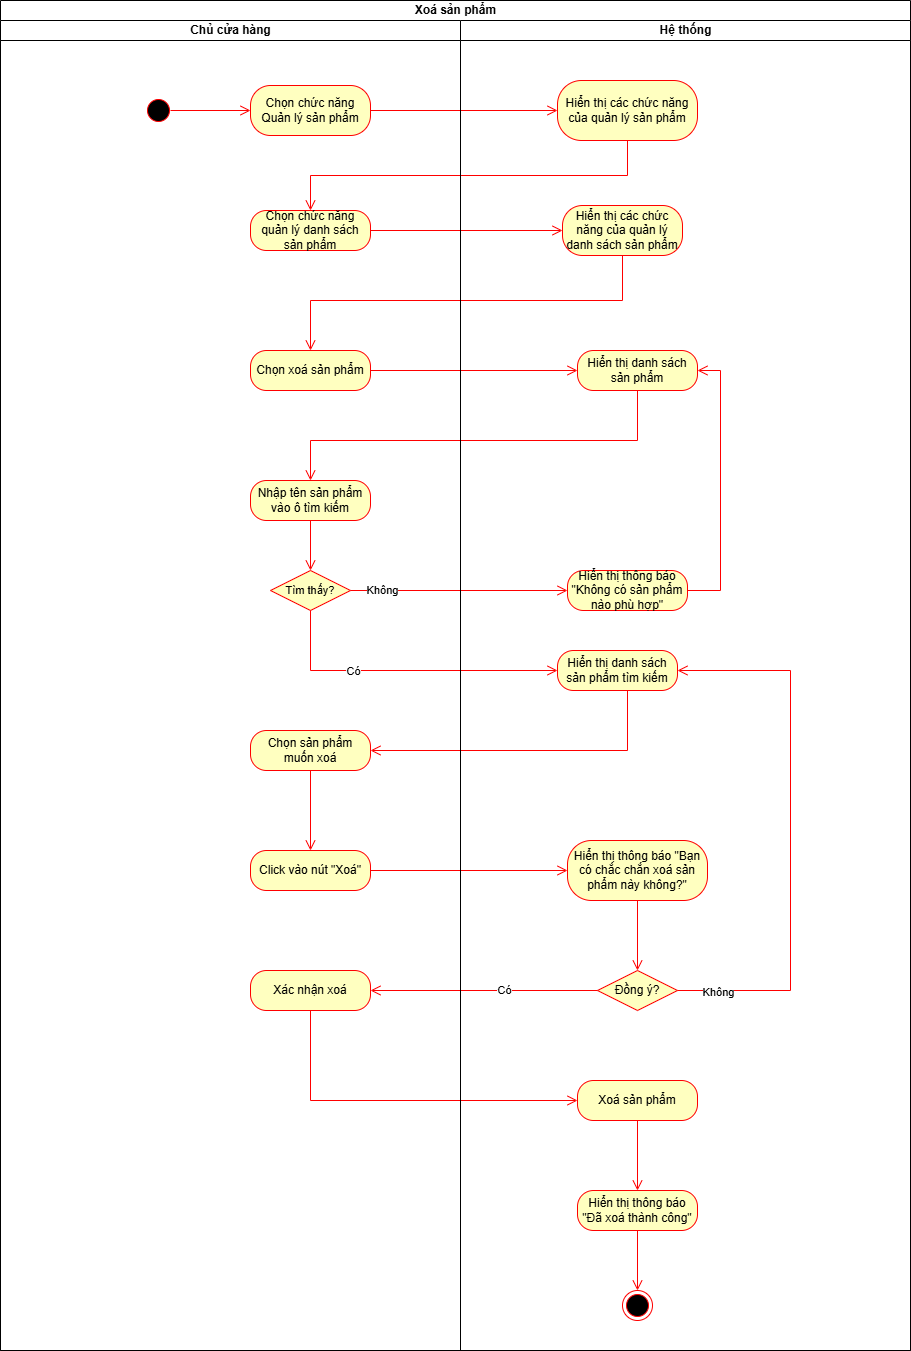 Xoá sản phẩm
Chủ cửa hàng
Hệ thống
Chọn chức năng
Quản lý sản phẩm
Hiển thị các chức năng
của quản lý sản phẩm
Chọn chức năng
quản lý danh sách
sản phẩm
Hiển thị các chức
năng của quản lý
danh sách sản phẩm
Chọn xoá sản phẩm
Hiển thị danh sách
sản phẩm
Nhập tên sản phẩm
vào ô tìm kiếm
Tìm thấy?
Không
Hiển thị thông báo
"Không có sản phẩm
nào phù hợp"
Có
Hiển thị danh sách
sản phẩm tìm kiếm
Chọn sản phẩm
muốn xoá
Click vào nút "Xoá"
Hiển thị thông báo "Bạn
có chắc chắn xoá sản
phẩm này không?"
Xác nhận xoá
Có
Đồng ý?
Không
Xoá sản phẩm
Hiển thị thông báo
"Đã xoá thành công"